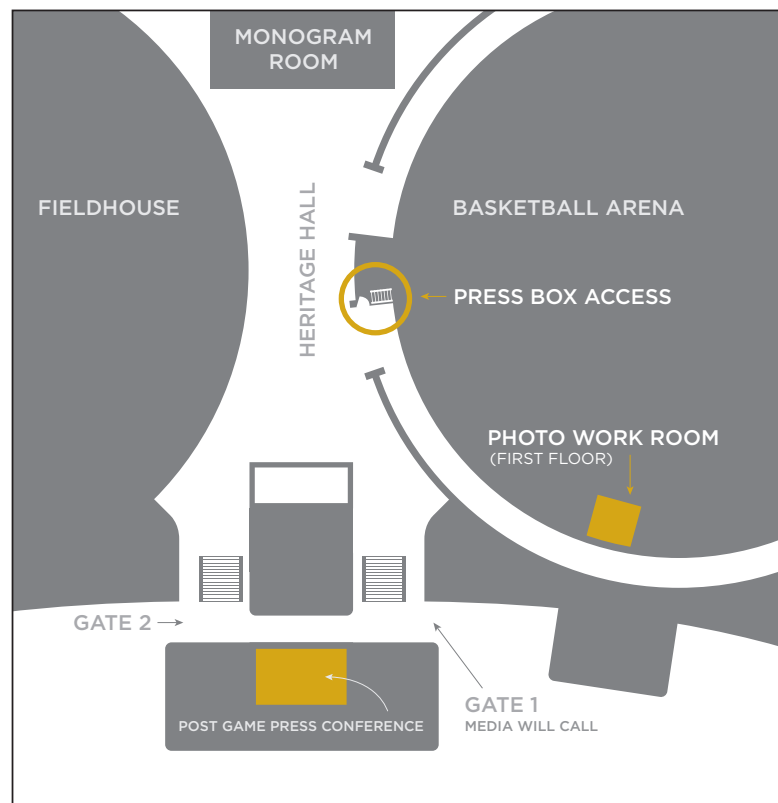 MONOGRAM
ROOM
FIELDHOUSE
BASKETBALL ARENA
HERITAGE HALL
PRESS BOX ACCESS
PHOTO WORK ROOM
(FIRST FLOOR)
GATE 2
GATE 1
MEDIA WILL CALL
POST GAME PRESS CONFERENCE